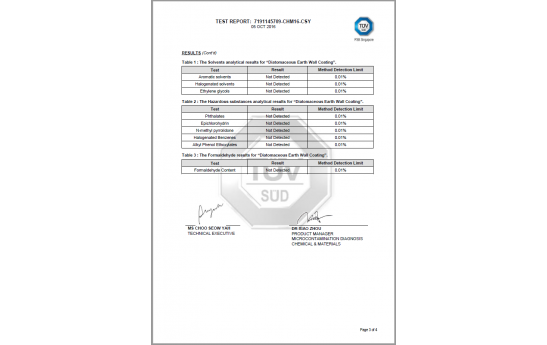 TEST REPORT: 7191145789-CHM16-CSY
05 OCT 2016
TÜV
SUD
PSB Singapore
RESULTS (Cont'd)
Table 1 : The Solvents analytical results for "Diatomaceous Earth Wall Coating".
Test Result Method Detection Limit
Aromatic solvents Not Detected 0.01%
Halogenated solvents Not Detected 0.01%
Ethylene glycols Not Detected 0.01%
Table 2 : The Hazardous substances analytical results for "Diatomaceous Earth Wall Coating".
Test Result Method Detection Limit
Phthalates Not Detected 0.01%
Epichlorohydrin Not Detected 0.01%
N-methyl pyrrolidone Not Detected 0.01%
Halogenated Benzenes Not Detected 0.01%
Alkyl Phenol Ethoxylates Not Detected 0.01%
Table 3 : The Formaldehyde results for "Diatomaceous Earth Wall Coating".
Test Result Method Detection Limit
Formaldehyde Content Not Detected 0.01%
TÜV
SUD
MS CHOO SEOW YAH
TECHNICAL EXECUTIVE
DR XIAO ZHOU
PRODUCT MANAGER
MICROCONTAMINATION DIAGNOSIS
CHEMICAL & MATERIALS
Page 3 of 4